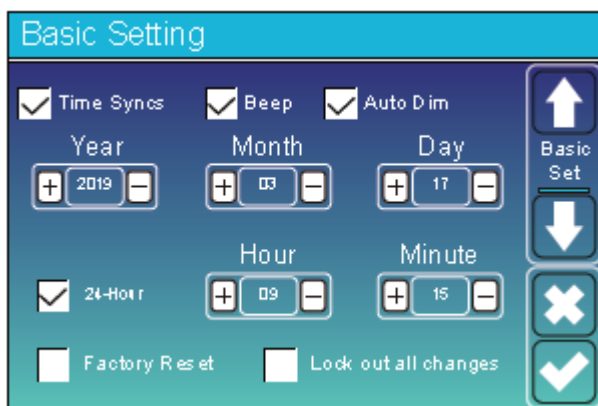 Basic Setting
Time Syncs Beep Auto Dim
Year Month Day
Basic
Set
+ 2019 − + 03 − + 17 −
Hour Minute
24-Hour + 09 − + 15 −
Factory Reset Lock out all changes